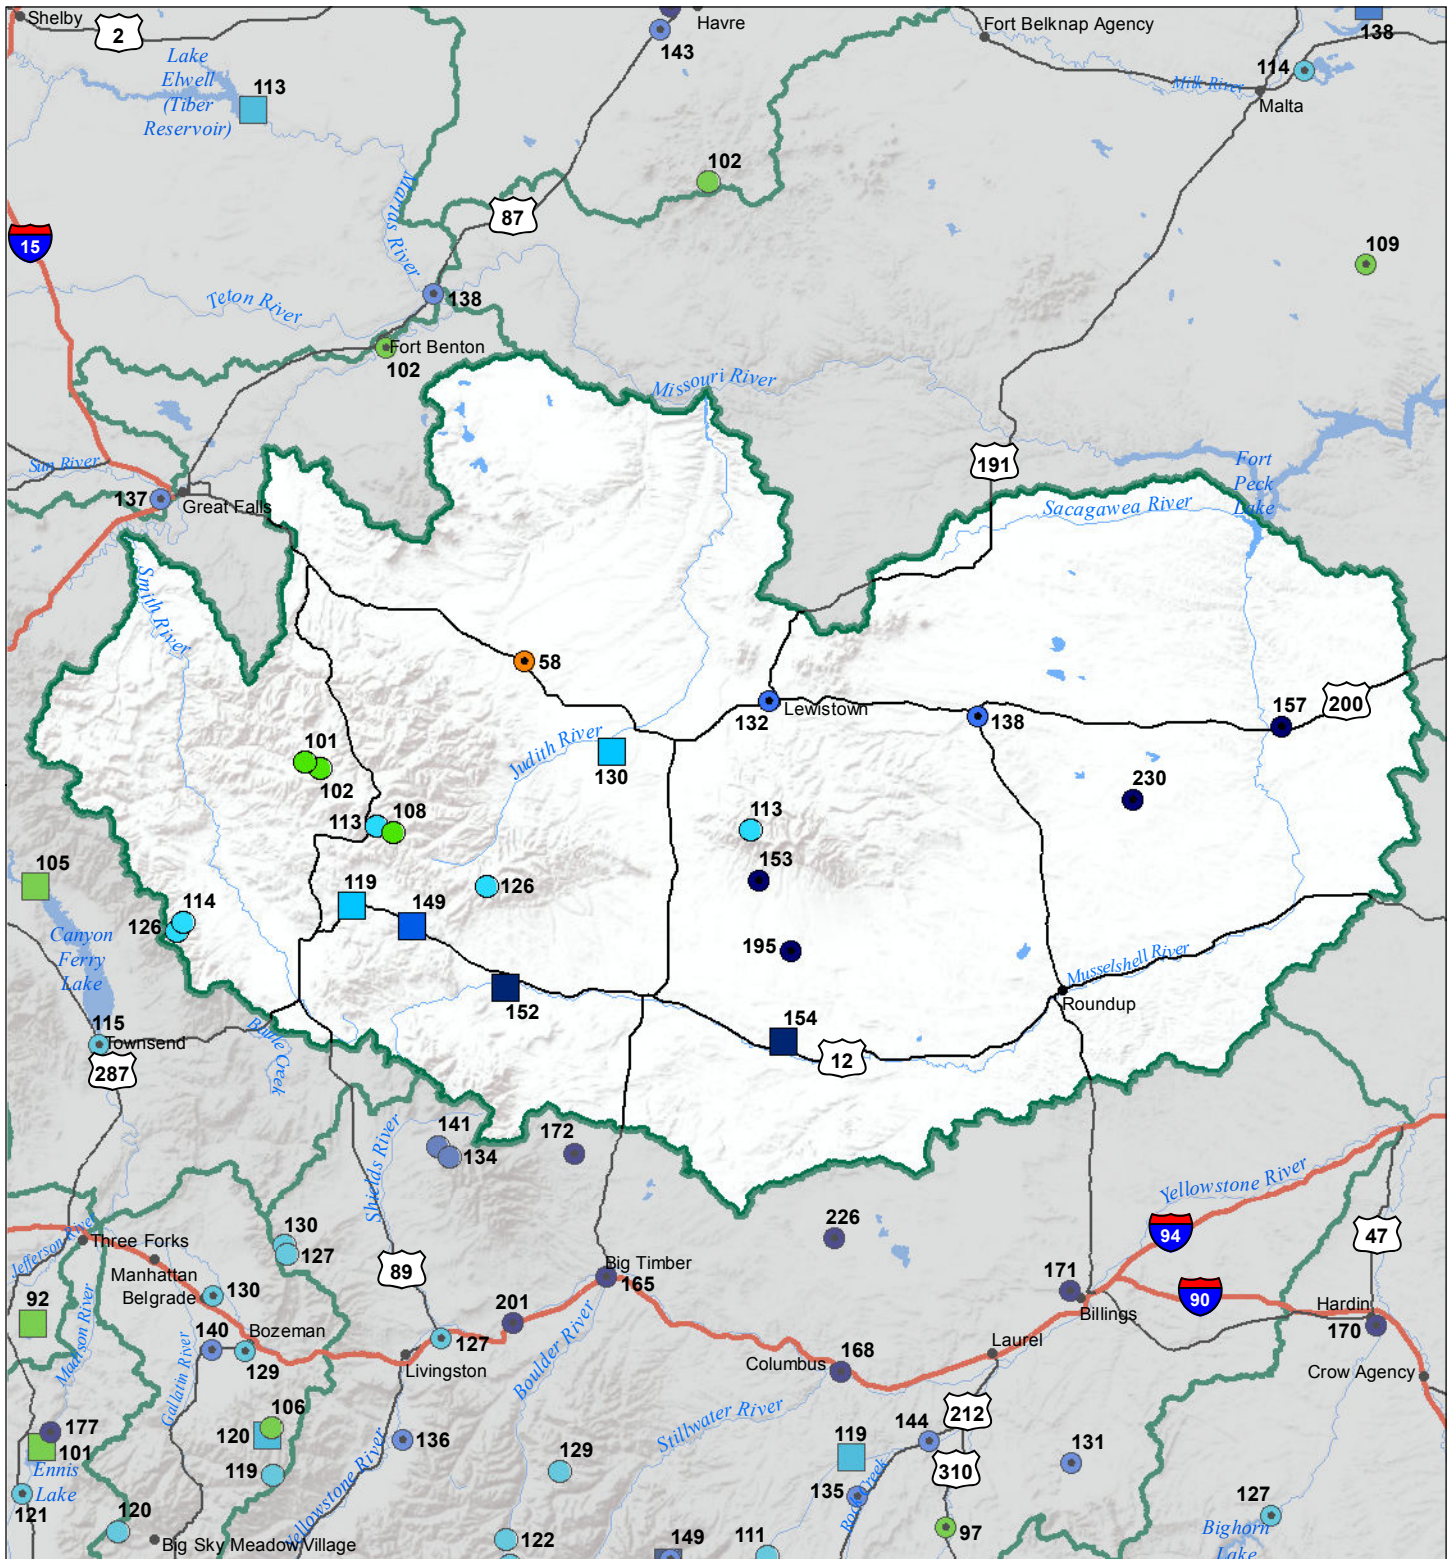 Shelby
2
Havre
143
Fort Belknap Agency
138
Lake
Elwell
(Tiber
Reservoir)
113
114
Milk River
Malta
102
Marias River
87
15
109
Teton River
138
Fort Benton
102
Missouri River
191
Fort
Peck
Lake
Sun River
137
Great Falls
Sacagawea River
Smith River
58
132
Lewistown
138
157
200
101
102
Judith River
130
230
113
108
113
153
105
119
149
126
114
126
195
Canyon
Ferry
Lake
Musselshell River
Roundup
152
154
12
115
Townsend
287
Battle Creek
Shields River
141
134
172
Yellowstone River
226
94
47
Jefferson River
Three Forks
130
127
Manhattan
Belgrade
130
89
Big Timber
165
171
Billings
90
Hardin
170
92
Madison River
201
140
Bozeman
129
127
Livingston
Boulder River
Columbus
168
Laurel
Crow Agency
Gallatin River
177
101
Ennis
Lake
106
120
119
136
Stillwater River
129
119
144
212
310
131
121
120
Yellowstone River
135
Rock Creek
127
Big Sky Meadow Village
122
149
111
97
Bighorn
Lake